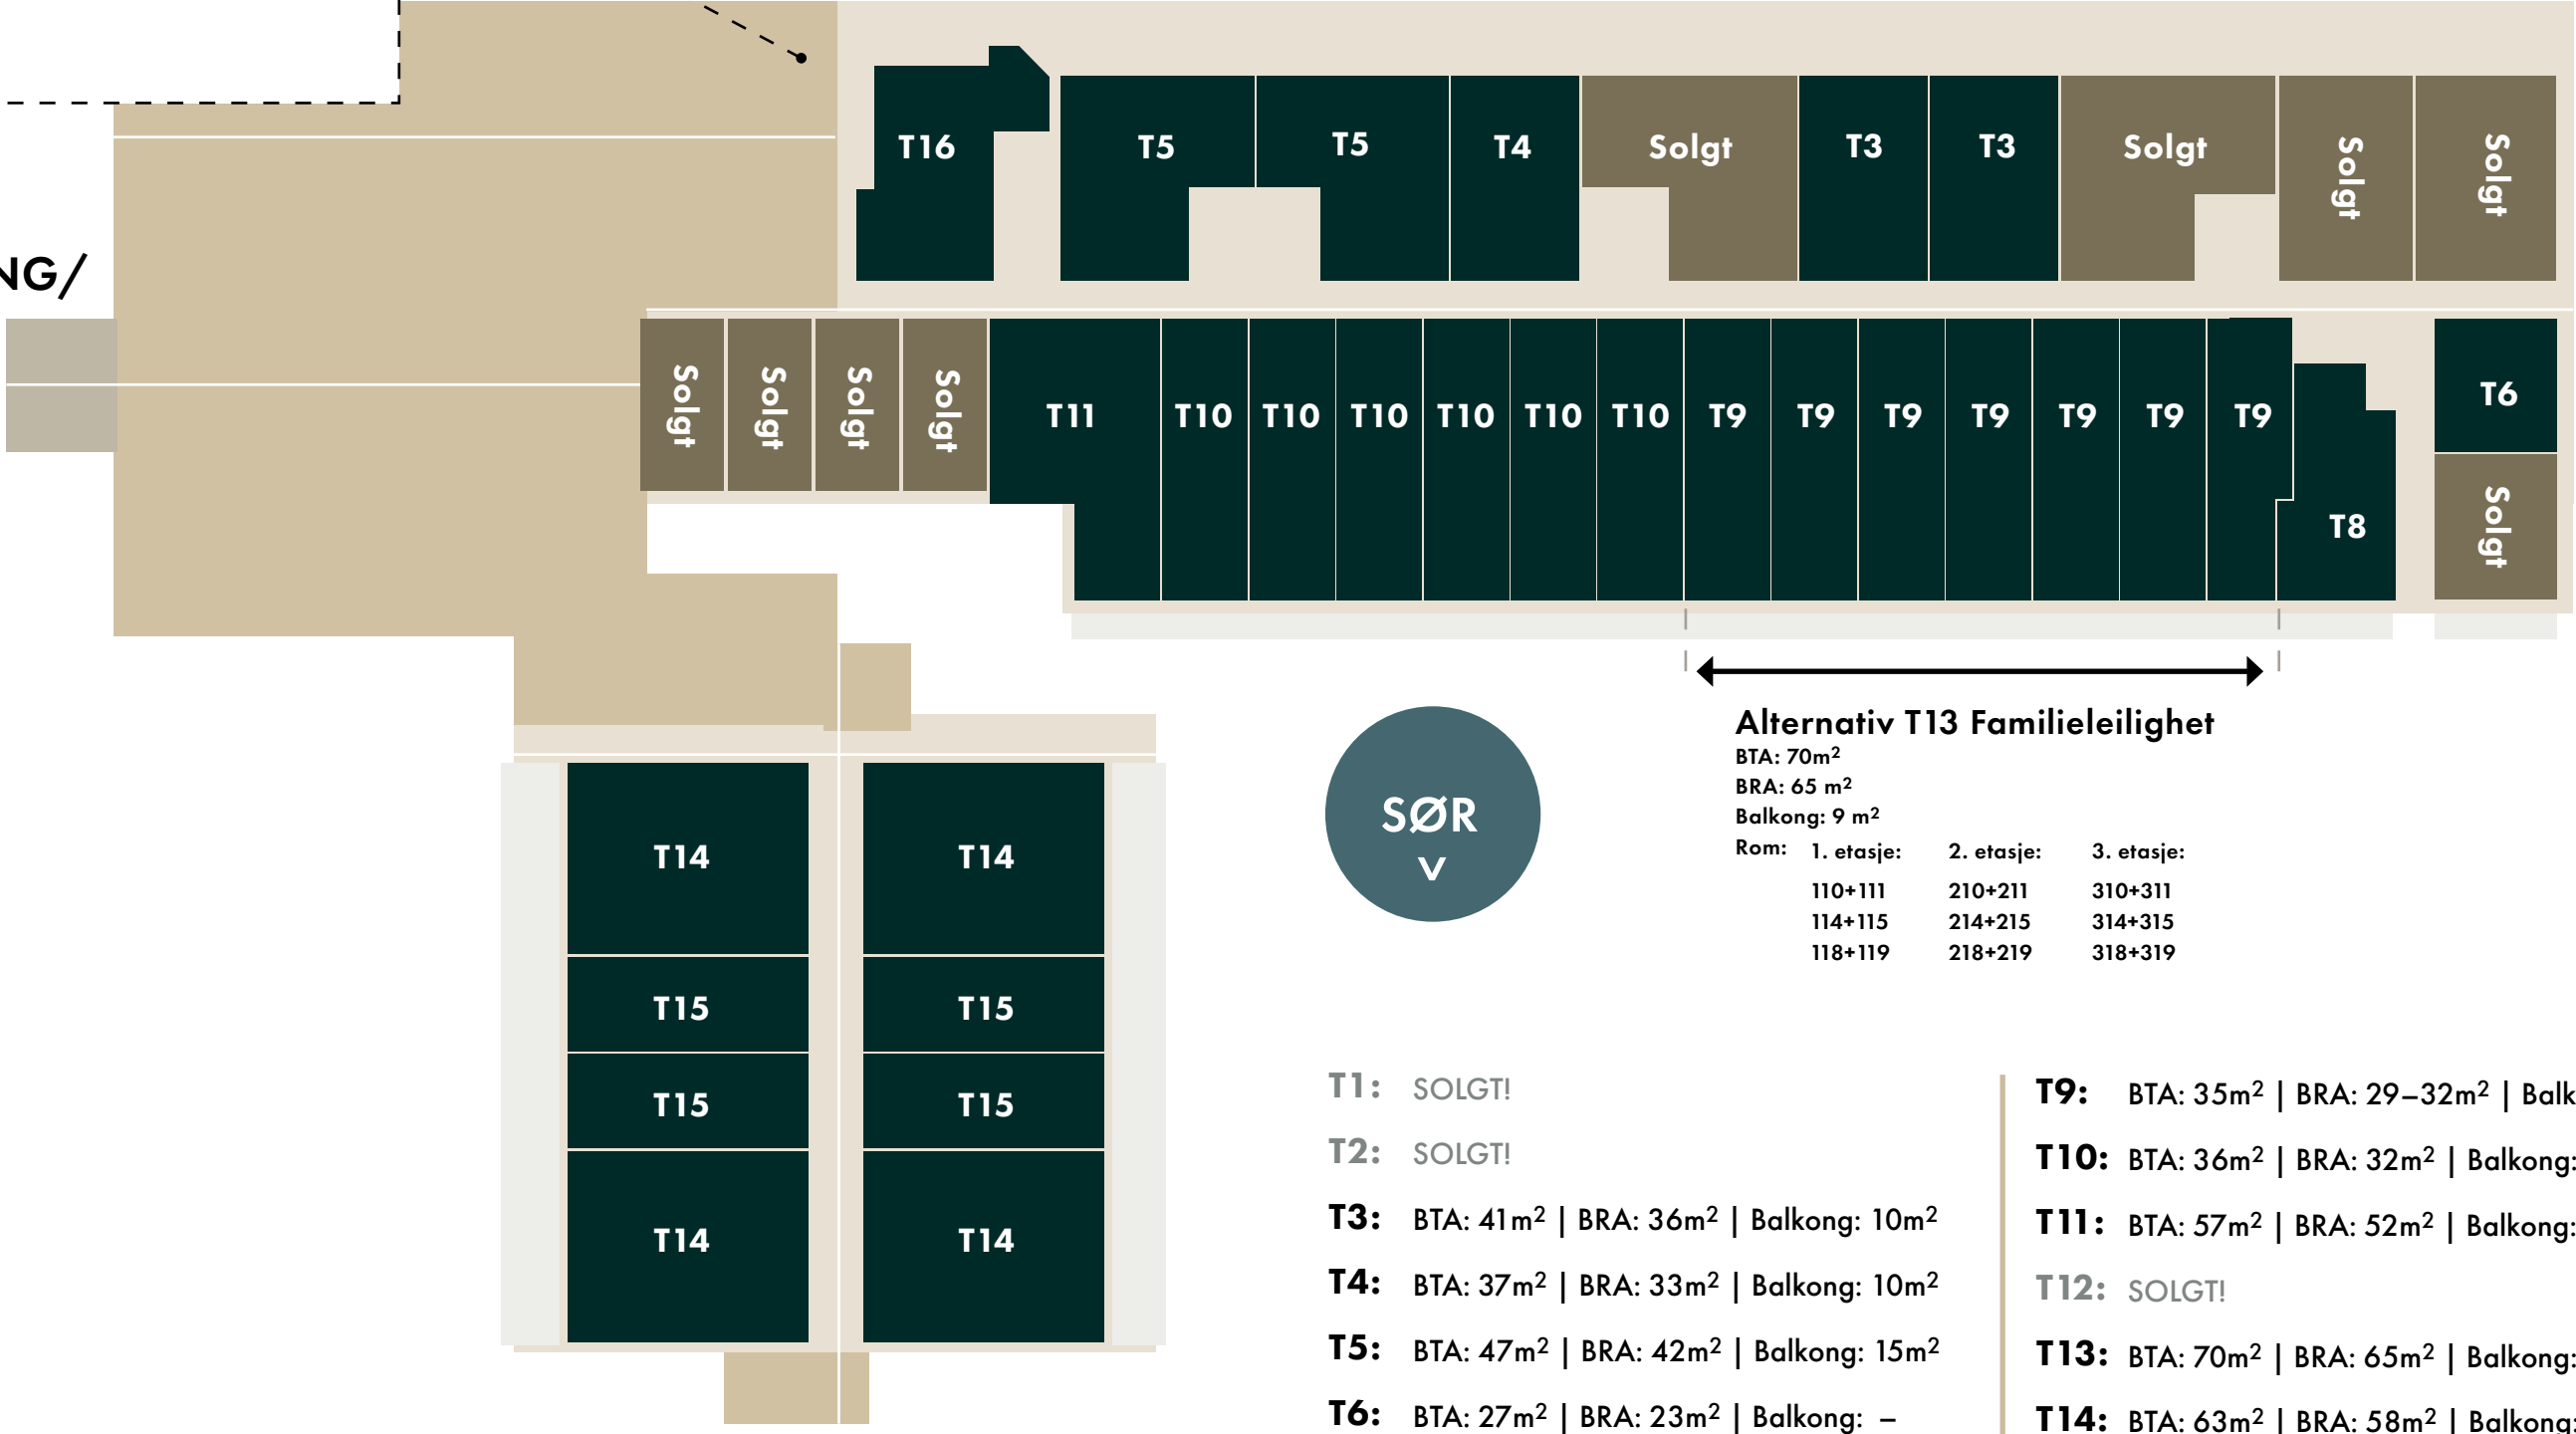 T16 T5 T5 T4 Solgt T3 T3 Solgt Solgt Solgt
NG/
Solgt Solgt Solgt Solgt T11 T10 T10 T10 T10 T10 T10 T9 T9 T9 T9 T9 T9 T9 T6
T8 Solgt
Alternativ T13 Familieleilighet
BTA: 70m²
BRA: 65 m²
Balkong: 9 m²
Rom: 1. etasje: 2. etasje: 3. etasje:
110+111 210+211 310+311
114+115 214+215 314+315
118+119 218+219 318+319
SØR
V
T14 T14
T15 T15
T15 T15
T14 T14
T1: SOLGT!
T2: SOLGT!
T3: BTA: 41m² | BRA: 36m² | Balkong: 10m²
T4: BTA: 37m² | BRA: 33m² | Balkong: 10m²
T5: BTA: 47m² | BRA: 42m² | Balkong: 15m²
T6: BTA: 27m² | BRA: 23m² | Balkong: –
T9: BTA: 35m² | BRA: 29–32m² | Balk
T10: BTA: 36m² | BRA: 32m² | Balkong:
T11: BTA: 57m² | BRA: 52m² | Balkong:
T12: SOLGT!
T13: BTA: 70m² | BRA: 65m² | Balkong:
T14: BTA: 63m² | BRA: 58m² | Balkong: